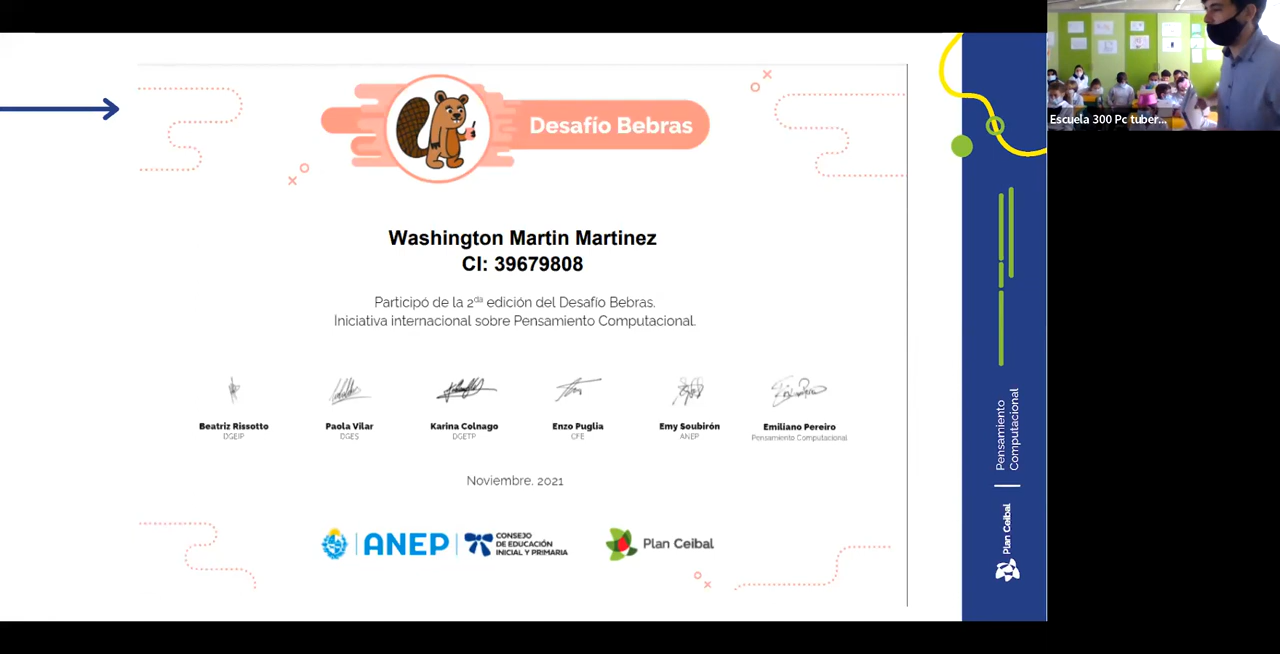 Desafío Bebras
Washington Martin Martinez
CI: 39679808
Participó de la 2da edición del Desafío Bebras.
Iniciativa internacional sobre Pensamiento Computacional.
Beatriz Rissotto
DGEIP
Paola Vilar
DGES
Karina Colnago
DGETP
Enzo Puglia
CFE
Emy Soubirón
ANEP
Emiliano Pereiro
Pensamiento Computacional
Noviembre, 2021
ANEP
CONSEJO
DE EDUCACIÓN
INICIAL Y PRIMARIA
Plan Ceibal
Pensamiento
Computacional
Plan Ceibal
Escuela 300 Pc tuber...